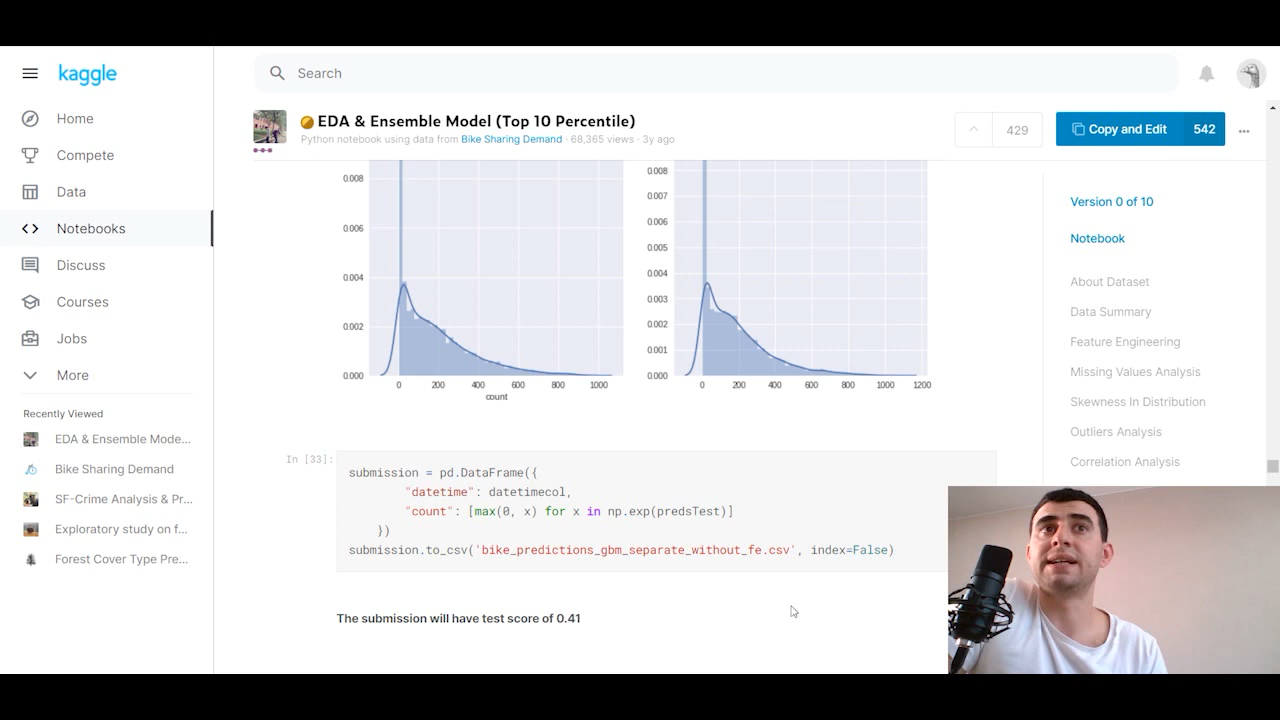 kaggle
Search
Home
Compete
Data
Notebooks
Discuss
Courses
Jobs
More
Recently Viewed
EDA & Ensemble Mode...
Bike Sharing Demand
SF-Crime Analysis & Pr...
Exploratory study on f...
Forest Cover Type Pre...
EDA & Ensemble Model (Top 10 Percentile)
Python notebook using data from Bike Sharing Demand · 68,365 views · 3y ago
429
Copy and Edit 542
0.008
0.006
0.004
0.002
0.000
0 200 400 600 800 1000
count
0.008
0.007
0.006
0.005
0.004
0.003
0.002
0.001
0.000
0 200 400 600 800 1000 1200
In [33]:
submission = pd.DataFrame({
"datetime": datetimecol,
"count": [max(0, x) for x in np.exp(predsTest)]
})
submission.to_csv('bike_predictions_gbm_separate_without_fe.csv', index=False)
The submission will have test score of 0.41
Version 0 of 10
Notebook
About Dataset
Data Summary
Feature Engineering
Missing Values Analysis
Skewness In Distribution
Outliers Analysis
Correlation Analysis